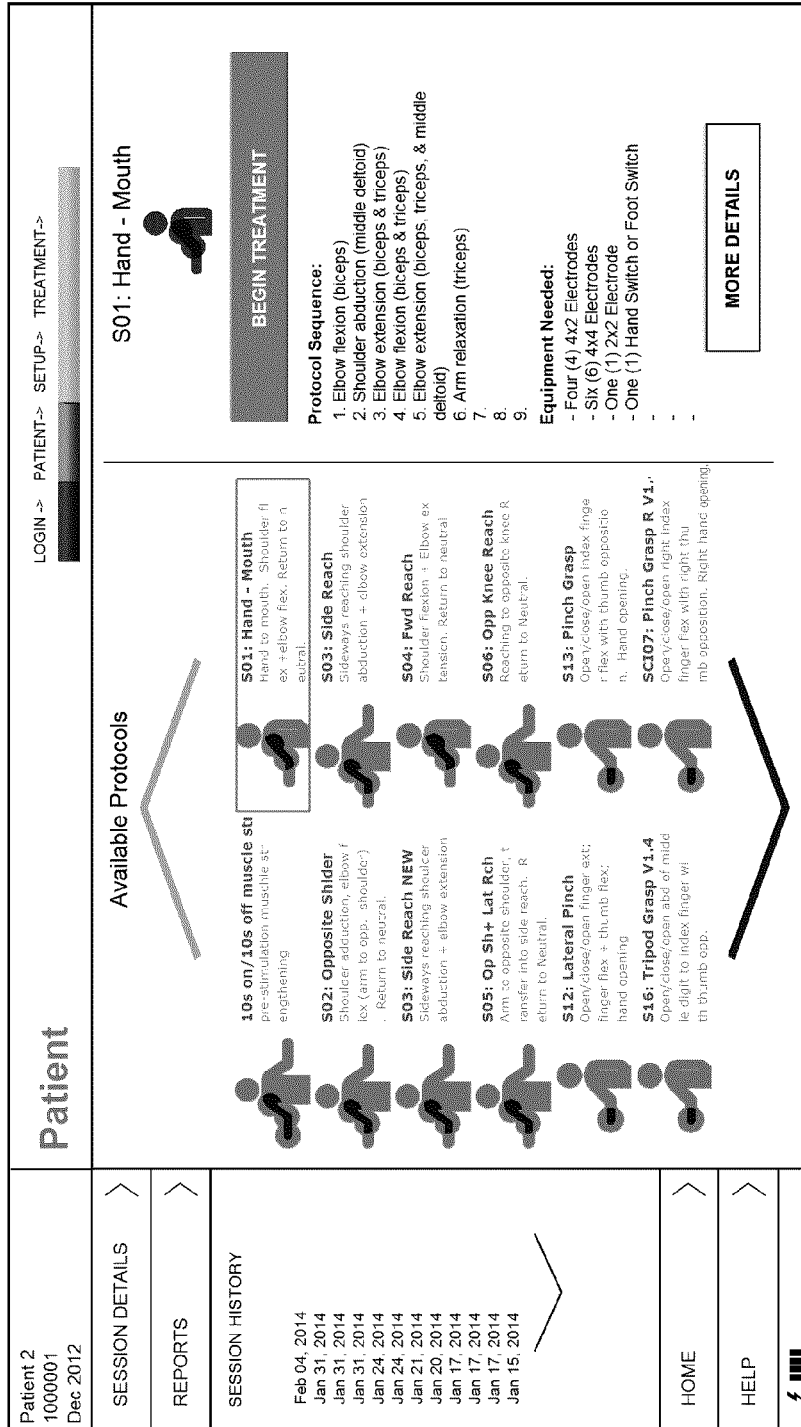 Patient 2
1000001
Dec 2012
Patient
LOGIN -> PATIENT-> SETUP-> TREATMENT->
SESSION DETAILS
REPORTS
SESSION HISTORY
Feb 04, 2014
Jan 31, 2014
Jan 31, 2014
Jan 31, 2014
Jan 24, 2014
Jan 24, 2014
Jan 21, 2014
Jan 20, 2014
Jan 17, 2014
Jan 17, 2014
Jan 17, 2014
Jan 15, 2014
HOME
HELP
Available Protocols
10s on/10s off muscle str
pre-stimulation muschle str
engthening
S01: Hand - Mouth
Hand to mouth. Shoulder fl
ex +elbow flex. Return to n
eutral.
S02: Opposite Shlder
Shoulder adduction, elbow f
lex (arm to opp. shoulder)
. Return to neutral.
S03: Side Reach
Sideways reaching shoulder
abduction + elbow extension
S03: Side Reach NEW
Sideways reaching shoulder
abduction + elbow extension
S04: Fwd Reach
Shoulder flexion + Elbow ex
tension. Return to neutral
S05: Op Sh+ Lat Rch
Arm to opposite shoulder, t
ransfer into side reach. R
eturn to Neutral.
S06: Opp Knee Reach
Reaching to opposite knee R
eturn to Neutral.
S12: Lateral Pinch
Open/close/open finger ext;
finger flex + thumb flex;
hand opening
S13: Pinch Grasp
Open/close/open index finge
r flex with thumb oppositio
n. Hand opening.
S16: Tripod Grasp V1.4
Open/close/open abd of midd
le digit to index finger wi
th thumb opp.
SCI07: Pinch Grasp R V1.
Open/close/open right index
finger flex with right thu
mb opposition. Right hand opening.
S01: Hand - Mouth
BEGIN TREATMENT
Protocol Sequence:
1. Elbow flexion (biceps)
2. Shoulder abduction (middle deltoid)
3. Elbow extension (biceps & triceps)
4. Elbow flexion (biceps & triceps)
5. Elbow extension (biceps, triceps, & middle
deltoid)
6. Arm relaxation (triceps)
7.
8.
9.
Equipment Needed:
- Four (4) 4x2 Electrodes
- Six (6) 4x4 Electrodes
- One (1) 2x2 Electrode
- One (1) Hand Switch or Foot Switch
-
-
-
MORE DETAILS